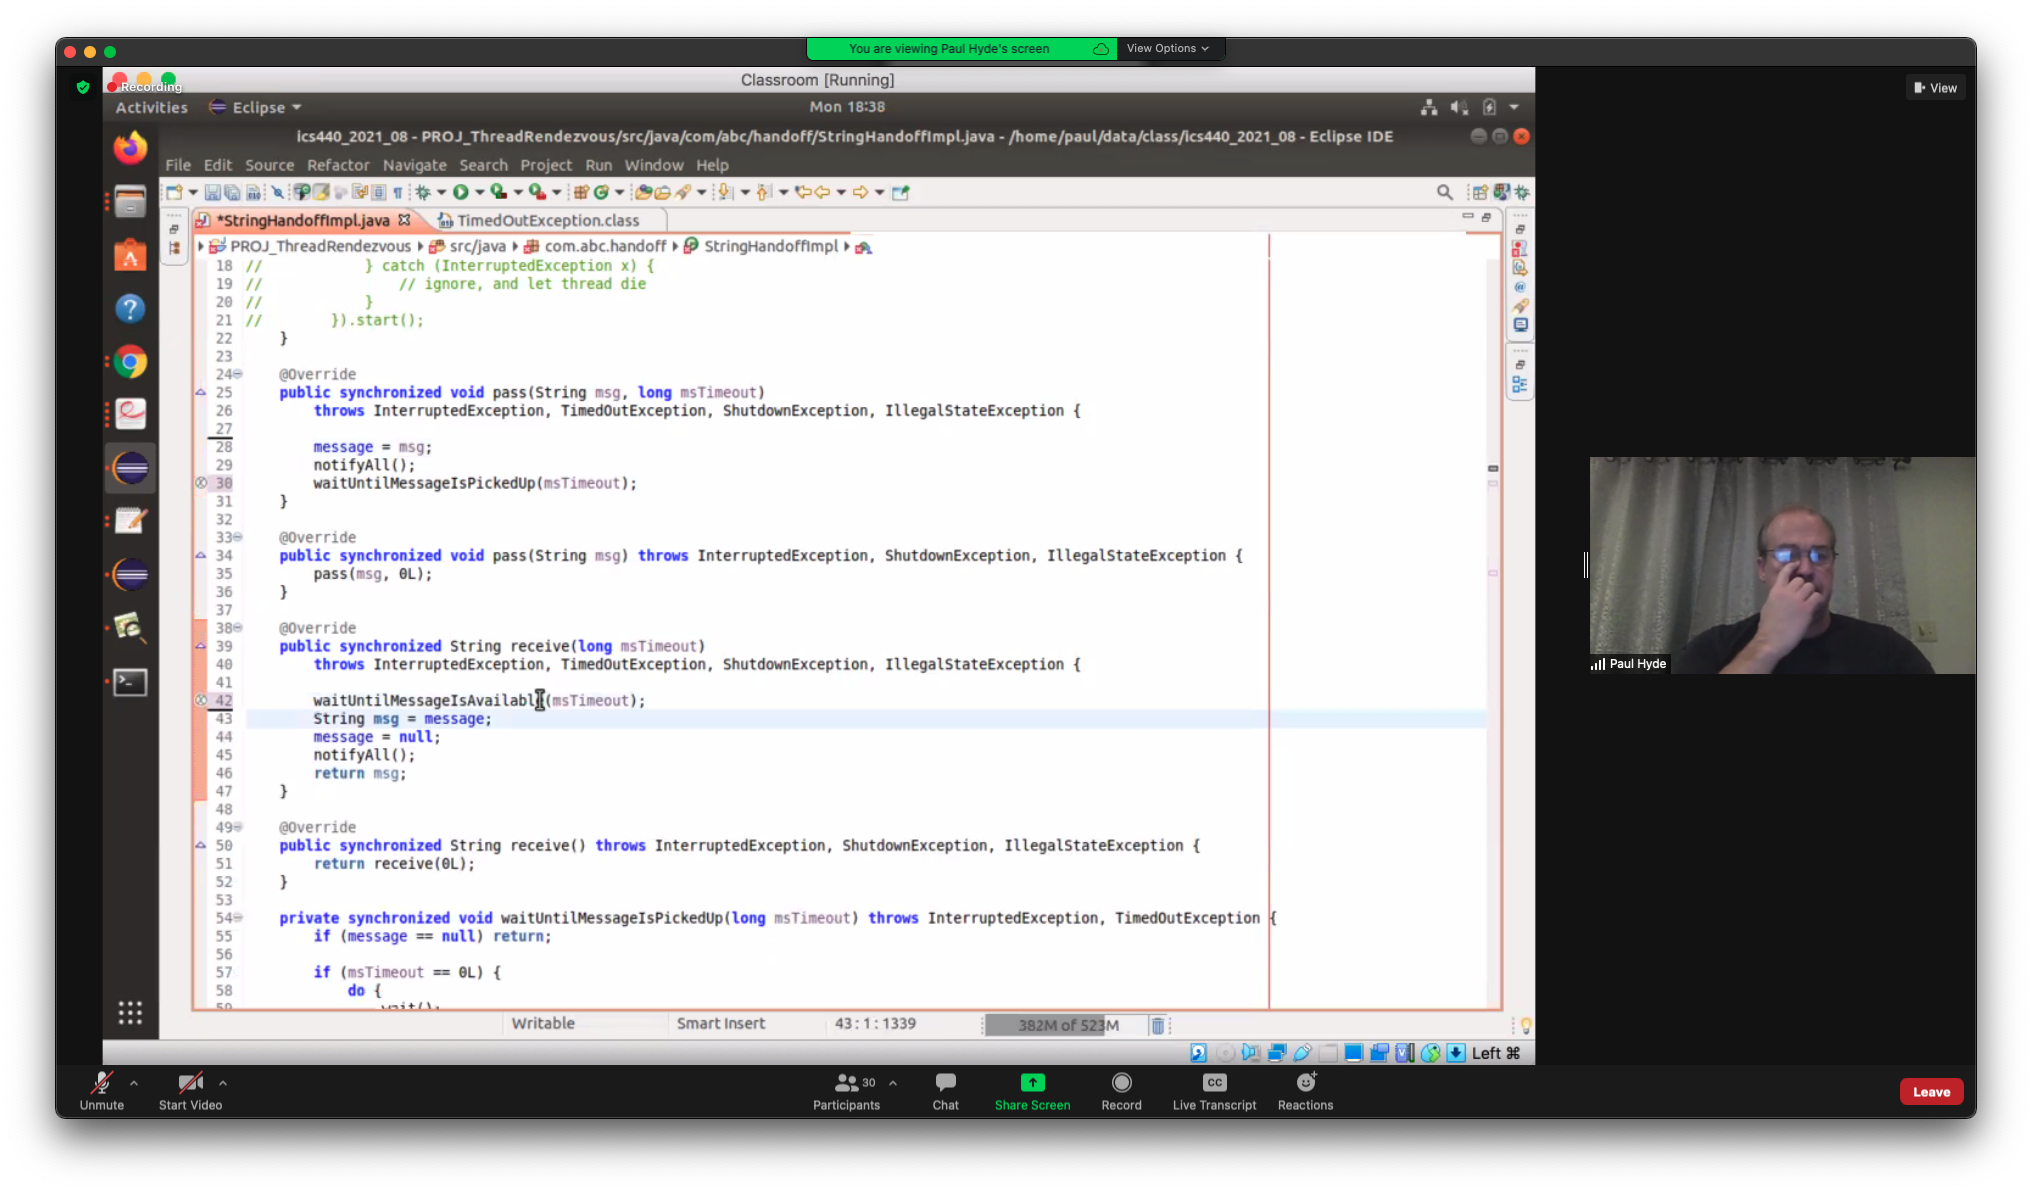 You are viewing Paul Hyde's screen
View Options
Classroom [Running]
Recording
View
Activities
Eclipse
Mon 18:38
ics440_2021_08 - PROJ_ThreadRendezvous/src/java/com/abc/handoff/StringHandoffImpl.java - /home/paul/data/class/ics440_2021_08 - Eclipse IDE
File Edit Source Refactor Navigate Search Project Run Window Help
*StringHandoffImpl.java
TimedOutException.class
PROJ_ThreadRendezvous src/java com.abc.handoff StringHandoffImpl
18 // } catch (InterruptedException x) {
19 // // ignore, and let thread die
20 // }
21 // }).start();
22 }
23
24 @Override
25 public synchronized void pass(String msg, long msTimeout)
26 throws InterruptedException, TimedOutException, ShutdownException, IllegalStateException {
27
28 message = msg;
29 notifyAll();
30 waitUntilMessageIsPickedUp(msTimeout);
31 }
32
33 @Override
34 public synchronized void pass(String msg) throws InterruptedException, ShutdownException, IllegalStateException {
35 pass(msg, 0L);
36 }
37
38 @Override
39 public synchronized String receive(long msTimeout)
40 throws InterruptedException, TimedOutException, ShutdownException, IllegalStateException {
41
42 waitUntilMessageIsAvailable(msTimeout);
43 String msg = message;
44 message = null;
45 notifyAll();
46 return msg;
47 }
48
49 @Override
50 public synchronized String receive() throws InterruptedException, ShutdownException, IllegalStateException {
51 return receive(0L);
52 }
53
54 private synchronized void waitUntilMessageIsPickedUp(long msTimeout) throws InterruptedException, TimedOutException {
55 if (message == null) return;
56
57 if (msTimeout == 0L) {
58 do {
59 wait();
Writable
Smart Insert
43 : 1 : 1339
382M of 523M
Left ⌘
Paul Hyde
Unmute
Start Video
30
Participants
Chat
Share Screen
Record
CC
Live Transcript
Reactions
Leave